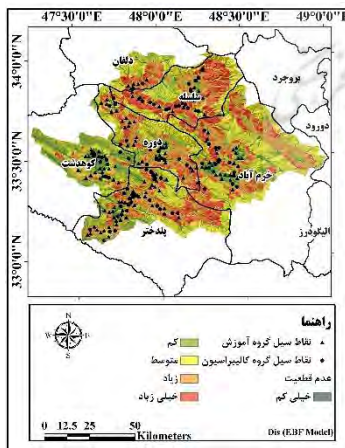 47°30'0"E 48°0'0"E 48°30'0"E 49°0'0"E
34°0'0"N
33°30'0"N
33°0'0"N
دلفان
سلسله
بروجرد
دورود
دوره
کوهدشت
خرم آباد
الیگودرز
پلدختر
راهنما
نقاط سیل گروه آموزش
کم
نقاط سیل گروه کالیبراسیون
متوسط
عدم قطعیت
زیاد
خیلی کم
خیلی زیاد
N
W E
S
0 12.5 25 50
Kilometers
Dis (EBF Model)